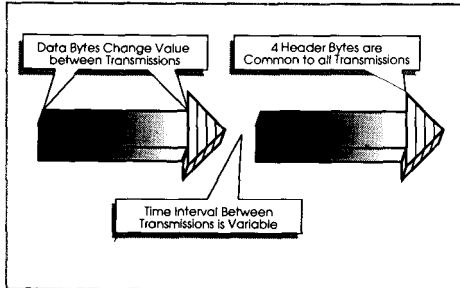 Data Bytes Change Value
between Transmissions
4 Header Bytes are
Common to all Transmissions
Time Interval Between
Transmissions is Variable